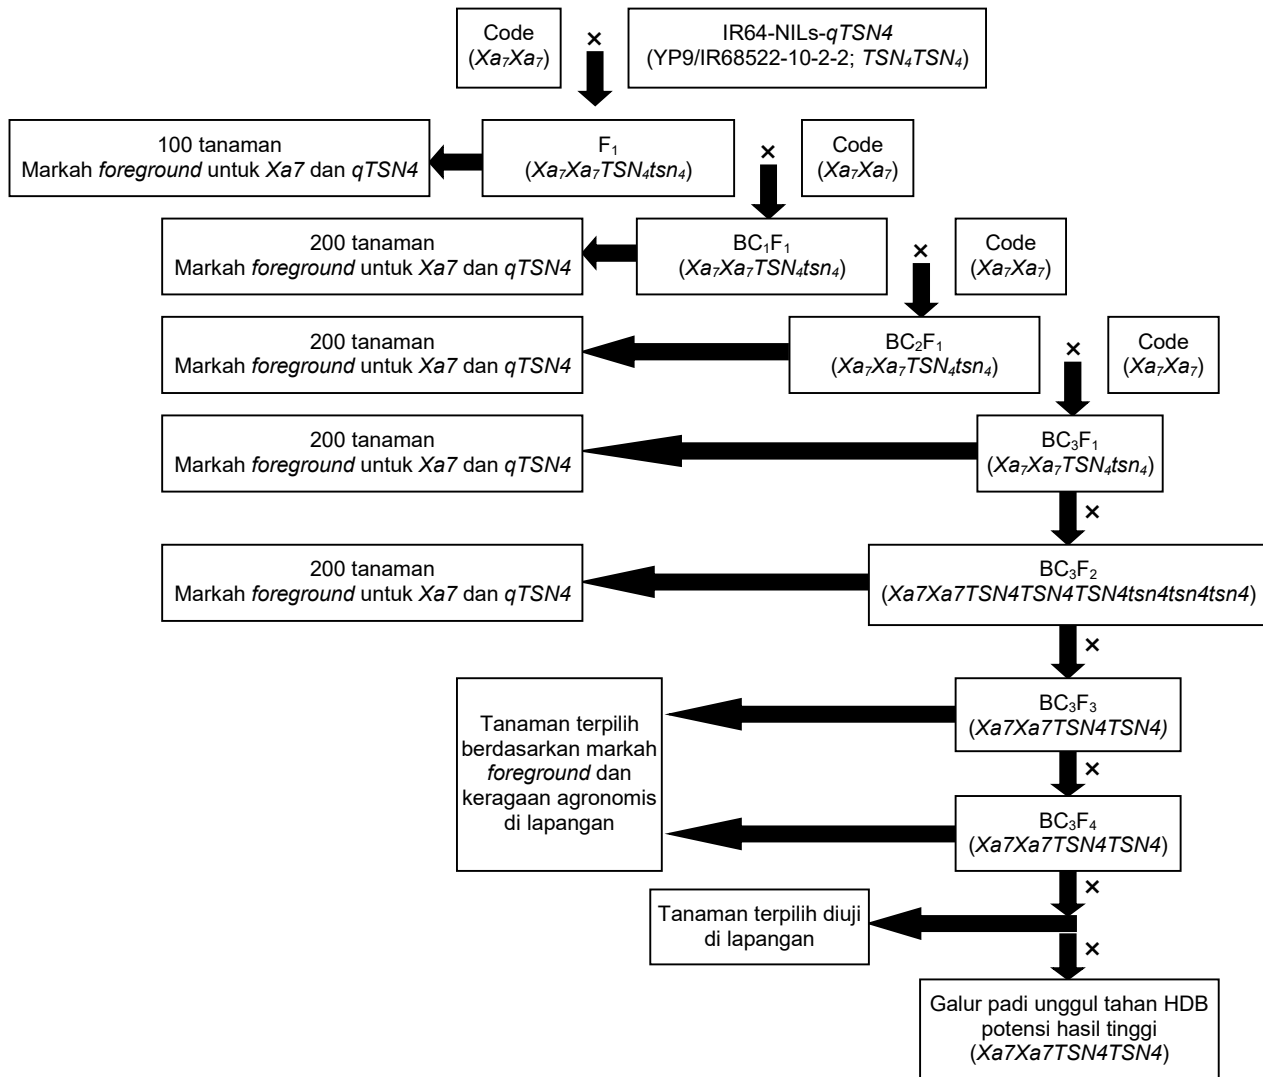 Code
(Xa₇Xa₇)
×
IR64-NILs-qTSN4
(YP9/IR68522-10-2-2; TSN₄TSN₄)
100 tanaman
Markah foreground untuk Xa7 dan qTSN4
F₁
(Xa₇Xa₇TSN₄tsn₄)
×
Code
(Xa₇Xa₇)
200 tanaman
Markah foreground untuk Xa7 dan qTSN4
BC₁F₁
(Xa₇Xa₇TSN₄tsn₄)
×
Code
(Xa₇Xa₇)
200 tanaman
Markah foreground untuk Xa7 dan qTSN4
BC₂F₁
(Xa₇Xa₇TSN₄tsn₄)
×
Code
(Xa₇Xa₇)
200 tanaman
Markah foreground untuk Xa7 dan qTSN4
BC₃F₁
(Xa₇Xa₇TSN₄tsn₄)
×
200 tanaman
Markah foreground untuk Xa7 dan qTSN4
BC₃F₂
(Xa7Xa7TSN4TSN4TSN4tsn4tsn4tsn4)
×
Tanaman terpilih
berdasarkan markah
foreground dan
keragaan agronomis
di lapangan
BC₃F₃
(Xa7Xa7TSN4TSN4)
×
BC₃F₄
(Xa7Xa7TSN4TSN4)
×
Tanaman terpilih diuji
di lapangan
×
Galur padi unggul tahan HDB
potensi hasil tinggi
(Xa7Xa7TSN4TSN4)